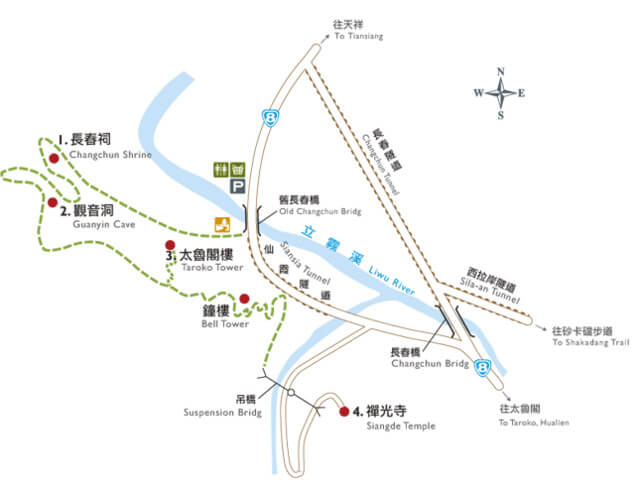 往天祥
To Tiansiang
8
N
W E
S
1. 長春祠
Changchun Shrine
長春隧道
Changchun Tunnel
P
2. 觀音洞
Guanyin Cave
舊長春橋
Old Changchun Bridg
立霧溪
Liwu River
3. 太魯閣樓
Taroko Tower
仙霞隧道
Siansia Tunnel
西拉岸隧道
Sila-an Tunnel
鐘樓
Bell Tower
往砂卡礑步道
To Shakadang Trail
長春橋
Changchun Bridg
8
吊橋
Suspension Bridg
4. 禪光寺
Siangde Temple
往太魯閣
To Taroko, Hualien